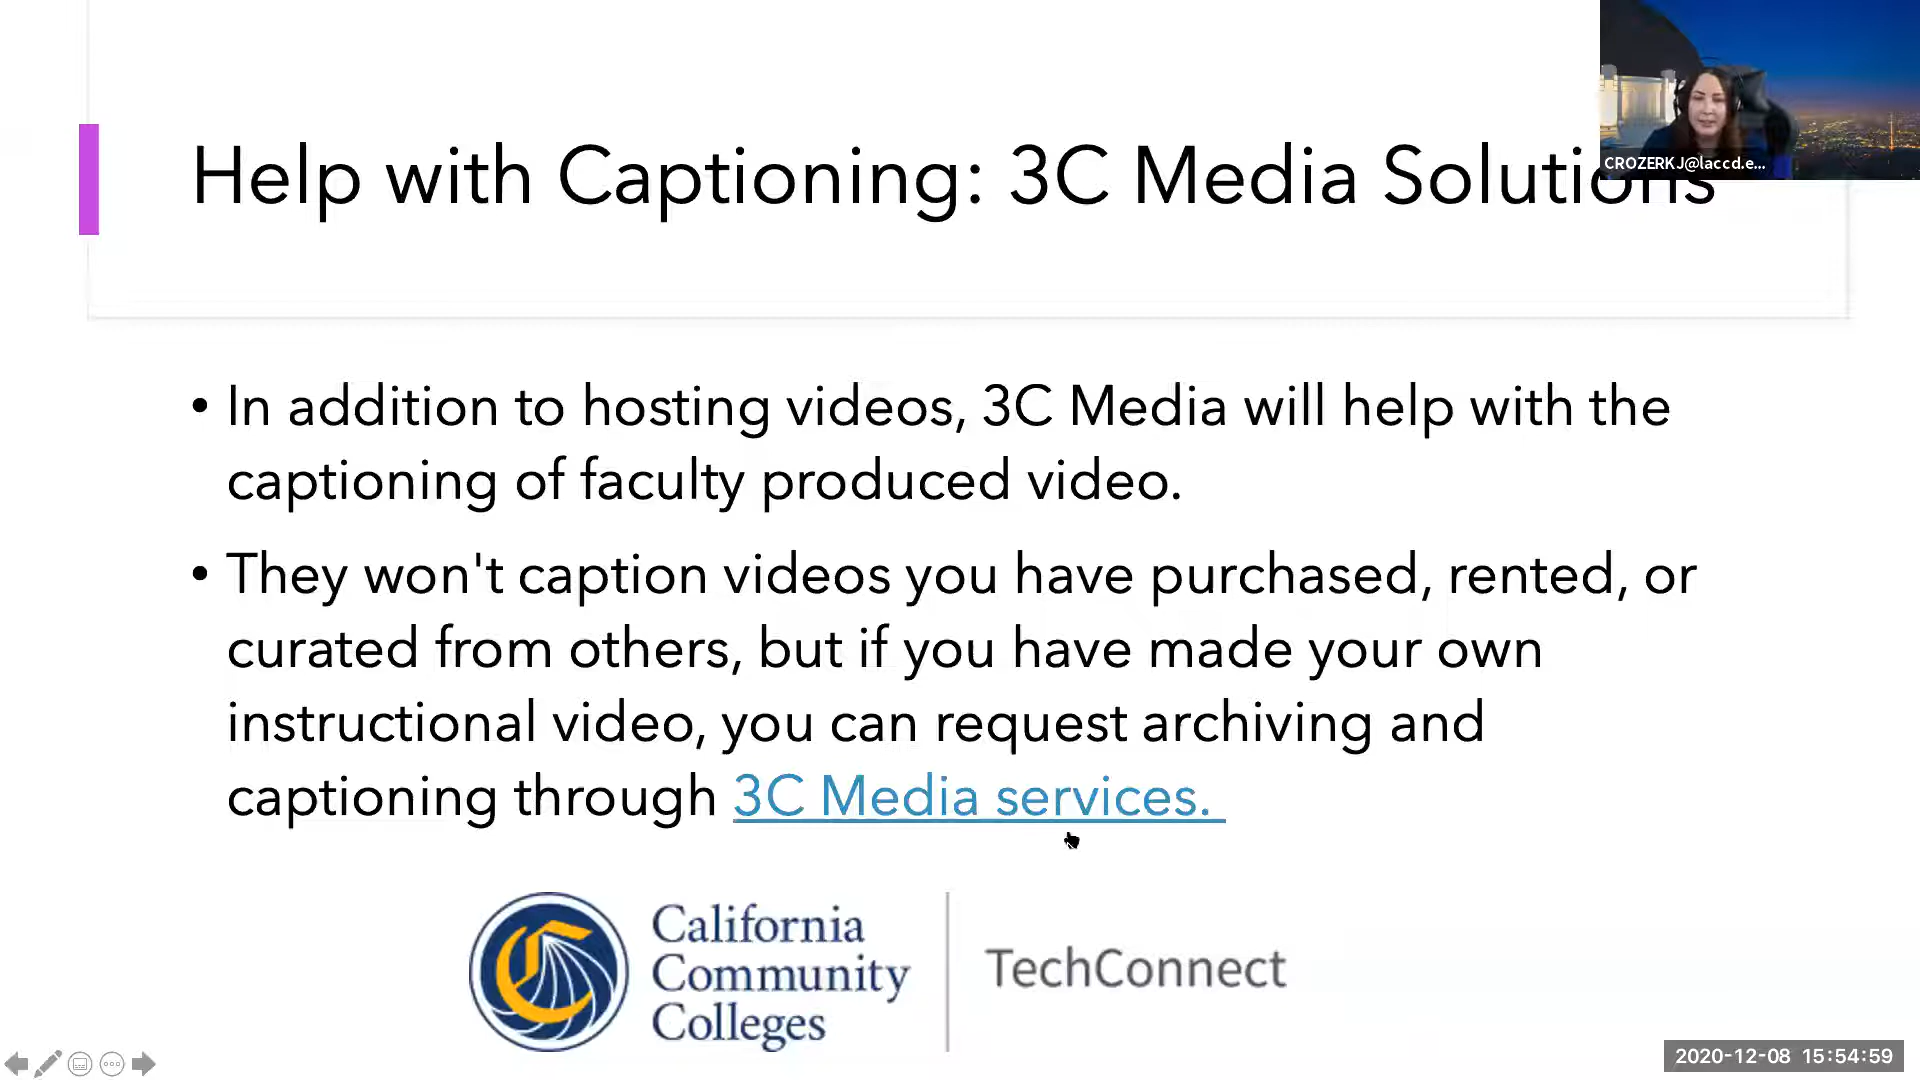 Help with Captioning: 3C Media Solutions
CROZERKJ@laccd.e...
• In addition to hosting videos, 3C Media will help with the
captioning of faculty produced video.
• They won't caption videos you have purchased, rented, or
curated from others, but if you have made your own
instructional video, you can request archiving and
captioning through 3C Media services.
California
Community
Colleges
TechConnect
2020-12-08 15:54:59